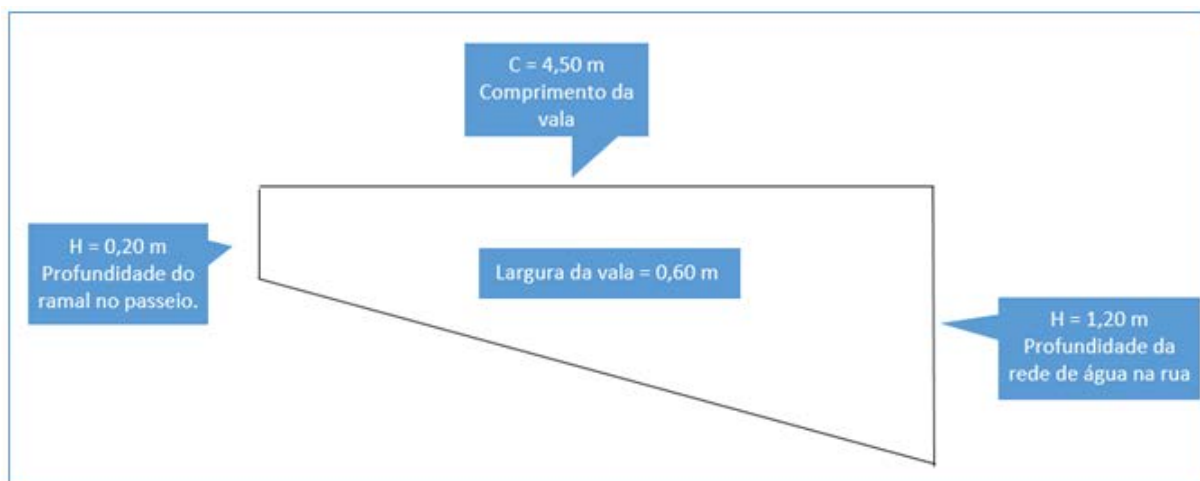 C = 4,50 m
Comprimento da
vala
H = 0,20 m
Profundidade do
ramal no passeio.
Largura da vala = 0,60 m
H = 1,20 m
Profundidade da
rede de água na rua